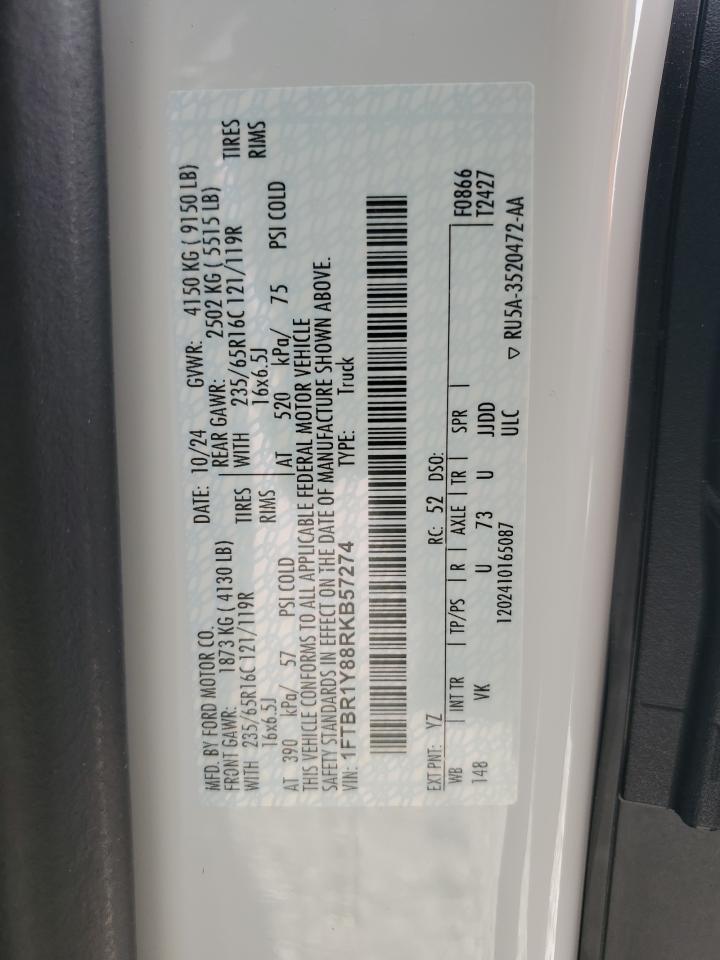 MFD. BY FORD MOTOR CO. DATE: 10/24 GVWR: 4150 KG ( 9150 LB)
FRONT GAWR: 1873 KG ( 4130 LB) REAR GAWR: 2502 KG ( 5515 LB)
WITH 235/65R16C 121/119R TIRES WITH 235/65R16C 121/119R TIRES
16x6.5J RIMS 16x6.5J RIMS
AT 390 kPa/ 57 PSI COLD AT 520 kPa/ 75 PSI COLD
THIS VEHICLE CONFORMS TO ALL APPLICABLE FEDERAL MOTOR VEHICLE
SAFETY STANDARDS IN EFFECT ON THE DATE OF MANUFACTURE SHOWN ABOVE.
VIN: 1FTBR1Y88RKB57274 TYPE: Truck
EXT PNT: YZ RC: 52 DSO: F0866
WB INT TR TP/PS R AXLE TR SPR T2427
148 VK U 73 U JJDD
1202410165087 ULC ▽ RU5A-3520472-AA